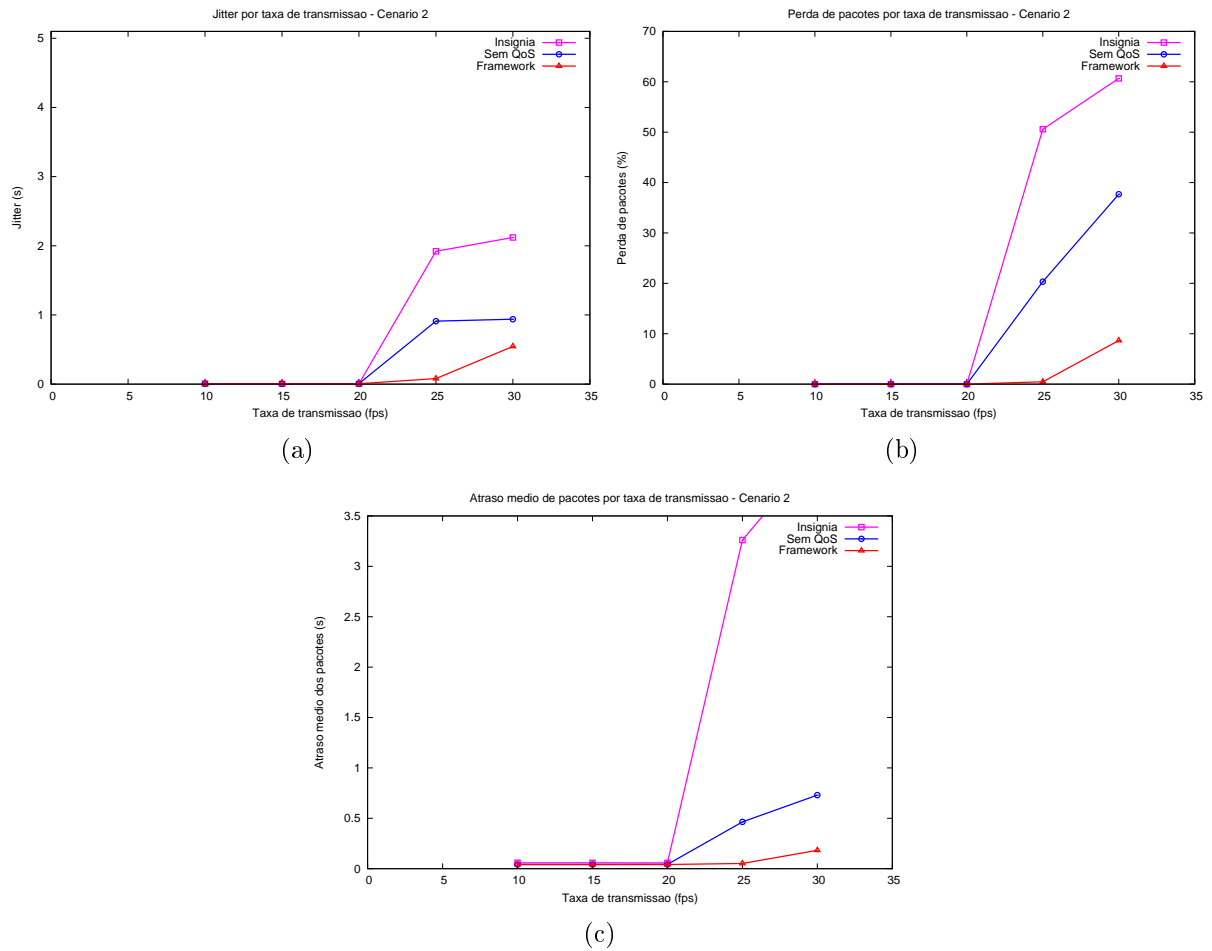 Jitter por taxa de transmissao - Cenario 2
Insignia
Sem QoS
Framework
Jitter (s)
0
1
2
3
4
5
0
5
10
15
20
25
30
35
Taxa de transmissao (fps)
(a)
Perda de pacotes por taxa de transmissao - Cenario 2
Insignia
Sem QoS
Framework
Perda de pacotes (%)
0
10
20
30
40
50
60
70
0
5
10
15
20
25
30
35
Taxa de transmissao (fps)
(b)
Atraso medio de pacotes por taxa de transmissao - Cenario 2
Insignia
Sem QoS
Framework
Atraso medio dos pacotes (s)
0
0.5
1
1.5
2
2.5
3
3.5
0
5
10
15
20
25
30
35
Taxa de transmissao (fps)
(c)